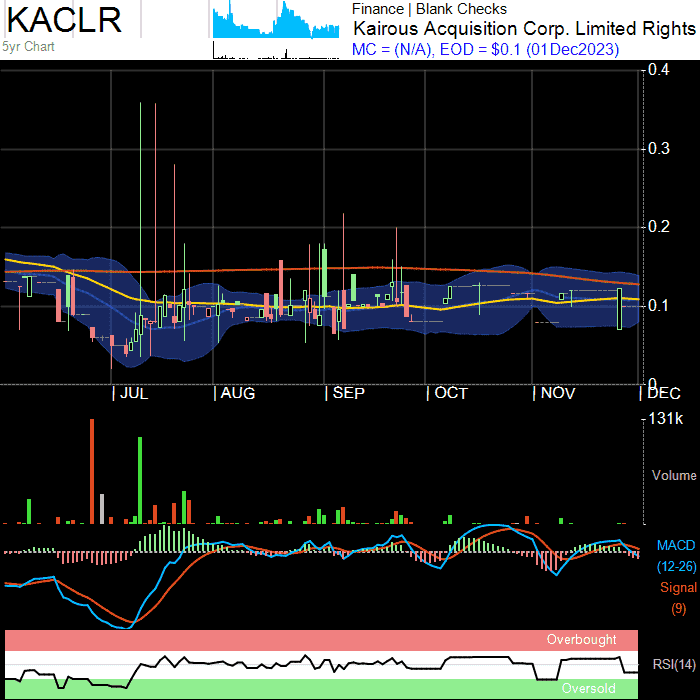 KACLR
5yr Chart
Finance | Blank Checks
Kairous Acquisition Corp. Limited Rights
MC = (N/A), EOD = $0.1 (01Dec2023)
0.4
0.3
0.2
0.1
0
JUL
AUG
SEP
OCT
NOV
DEC
131k
Volume
MACD
(12-26)
Signal
(9)
Overbought
RSI(14)
Oversold